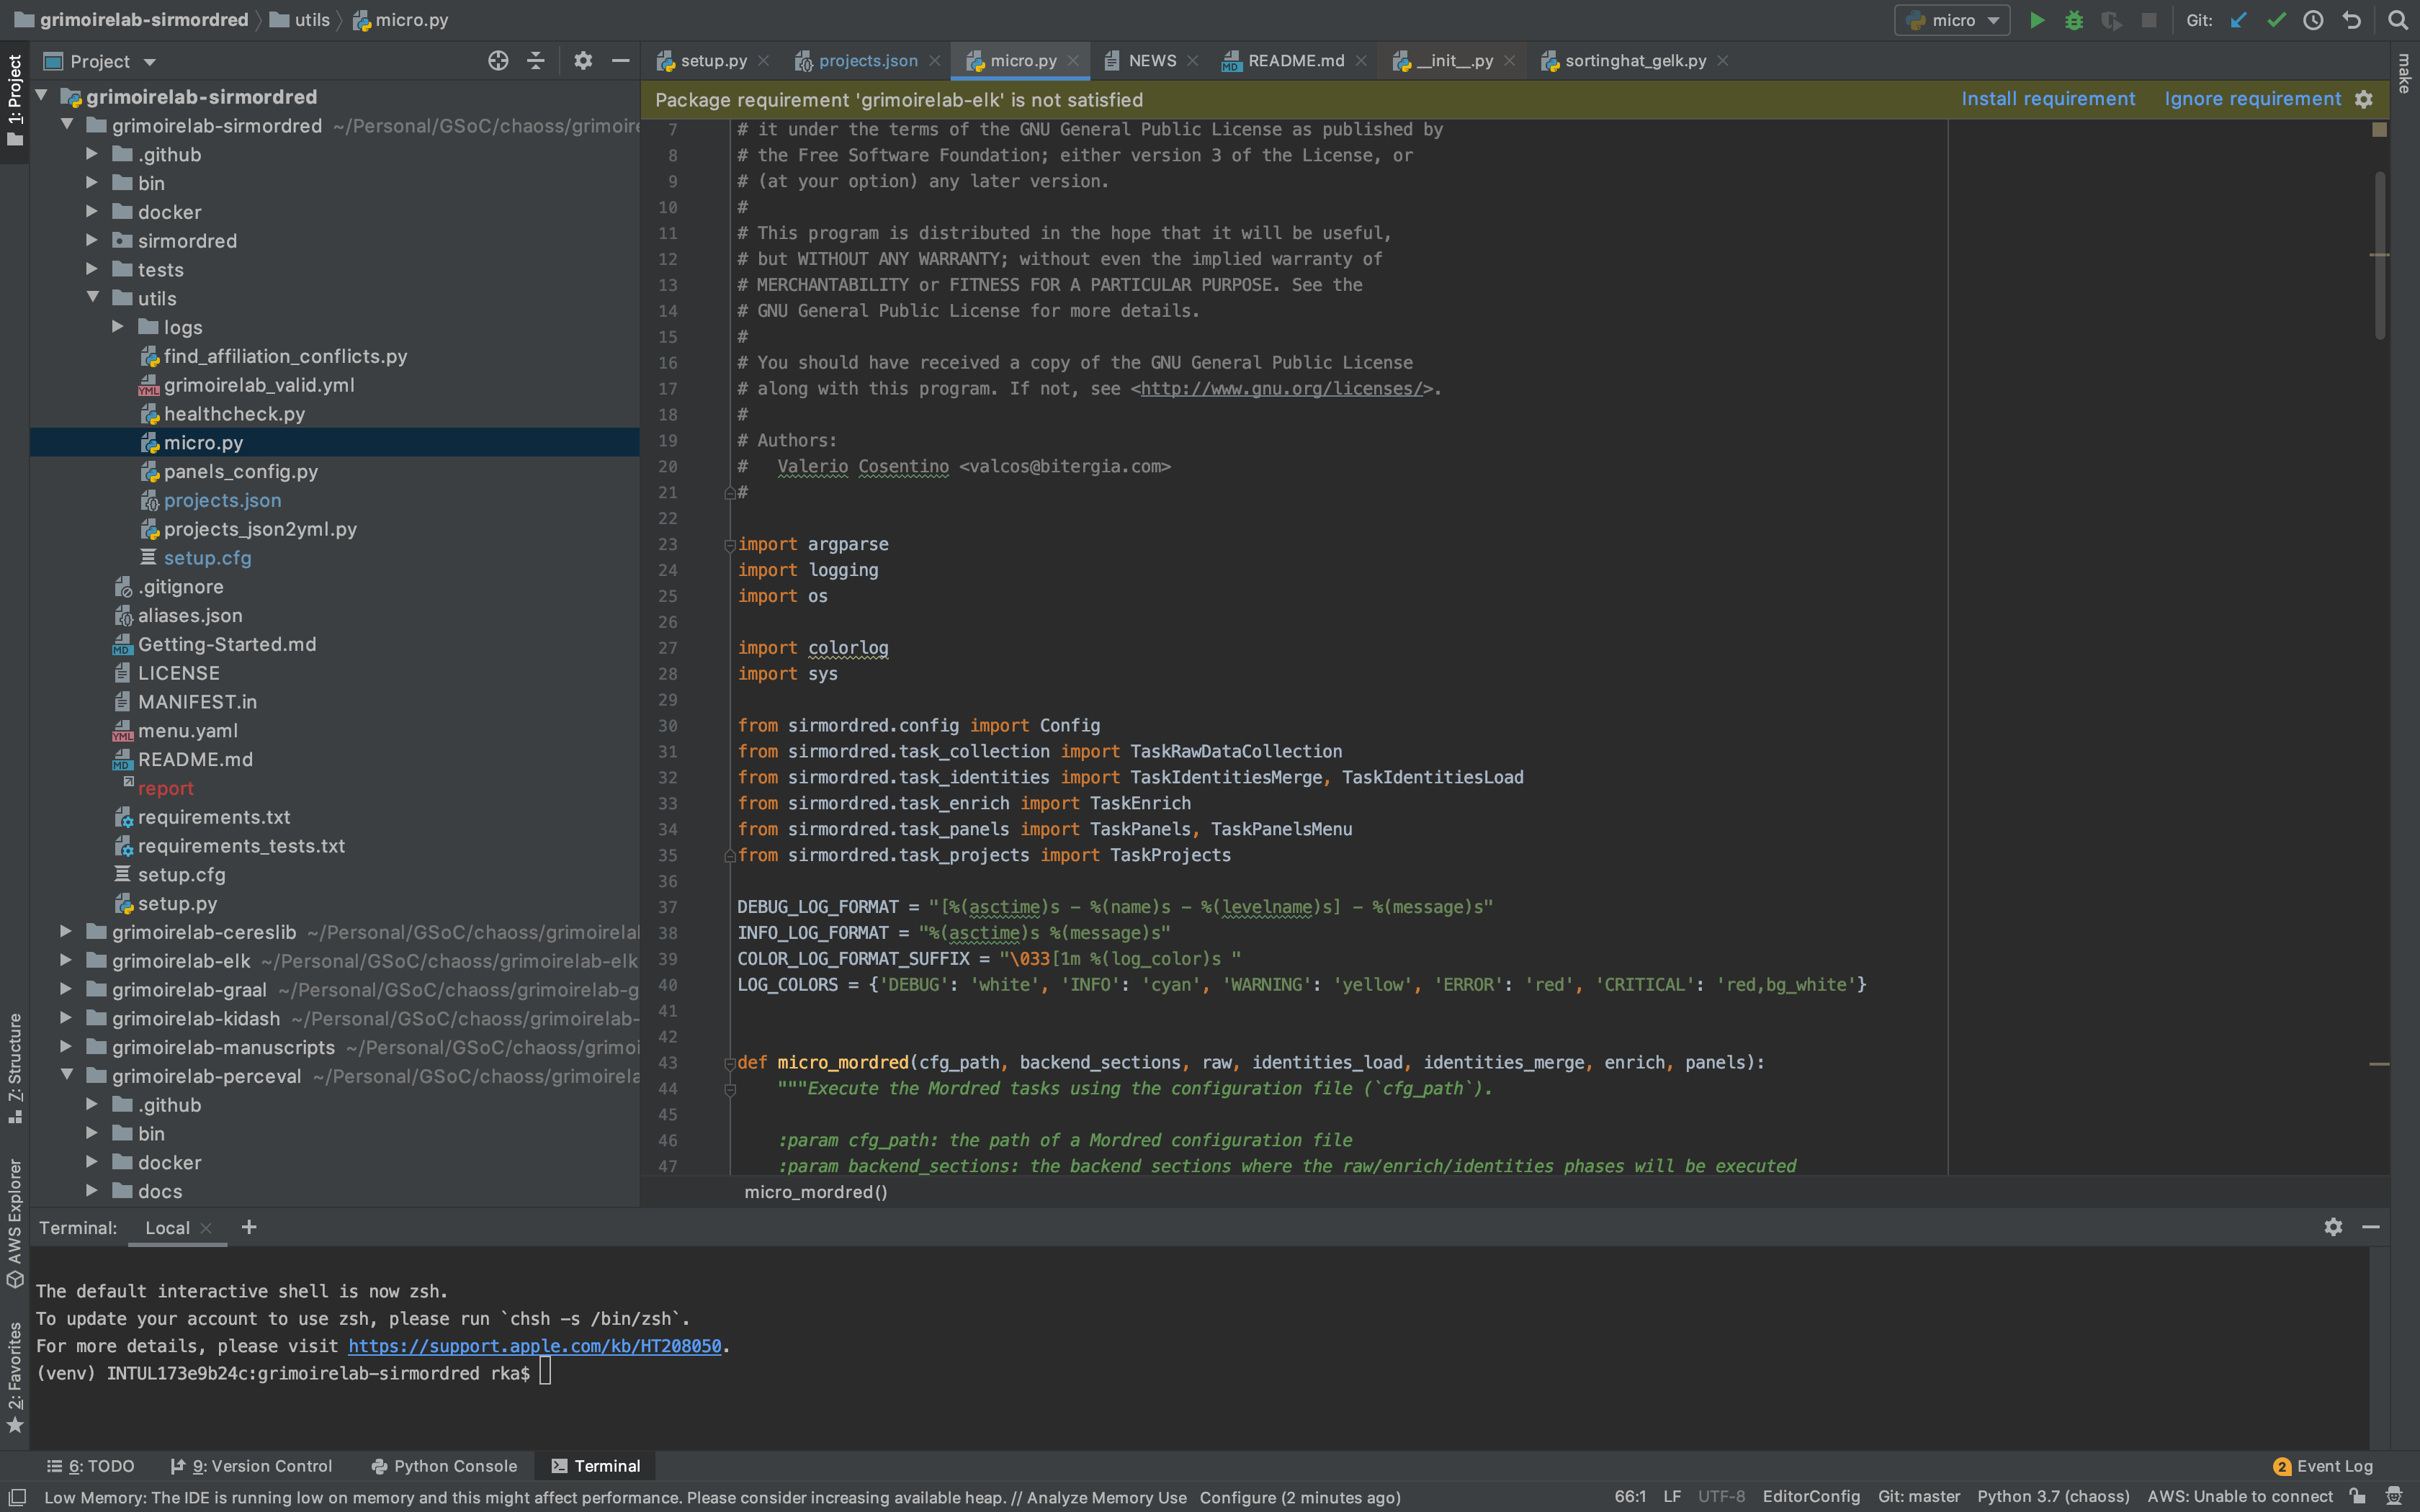 grimoirelab-sirmordred utils micro.py
micro Git:
Project
setup.py projects.json micro.py NEWS README.md __init__.py sortinghat_gelk.py
Package requirement 'grimoirelab-elk' is not satisfied Install requirement Ignore requirement
1: Project
Z: Structure
AWS Explorer
2: Favorites
make
grimoirelab-sirmordred
grimoirelab-sirmordred ~/Personal/GSoC/chaoss/grimoire
.github
bin
docker
sirmordred
tests
utils
logs
find_affiliation_conflicts.py
grimoirelab_valid.yml
healthcheck.py
micro.py
panels_config.py
projects.json
projects_json2yml.py
setup.cfg
.gitignore
aliases.json
Getting-Started.md
LICENSE
MANIFEST.in
menu.yaml
README.md
report
requirements.txt
requirements_tests.txt
setup.cfg
setup.py
grimoirelab-cereslib ~/Personal/GSoC/chaoss/grimoirelab
grimoirelab-elk ~/Personal/GSoC/chaoss/grimoirelab-elk
grimoirelab-graal ~/Personal/GSoC/chaoss/grimoirelab-g
grimoirelab-kidash ~/Personal/GSoC/chaoss/grimoirelab-
grimoirelab-manuscripts ~/Personal/GSoC/chaoss/grimoi
grimoirelab-perceval ~/Personal/GSoC/chaoss/grimoirela
.github
bin
docker
docs
7 # it under the terms of the GNU General Public License as published by
8 # the Free Software Foundation; either version 3 of the License, or
9 # (at your option) any later version.
10 #
11 # This program is distributed in the hope that it will be useful,
12 # but WITHOUT ANY WARRANTY; without even the implied warranty of
13 # MERCHANTABILITY or FITNESS FOR A PARTICULAR PURPOSE. See the
14 # GNU General Public License for more details.
15 #
16 # You should have received a copy of the GNU General Public License
17 # along with this program. If not, see <http://www.gnu.org/licenses/>.
18 #
19 # Authors:
20 #   Valerio Cosentino <valcos@bitergia.com>
21 #
22
23 import argparse
24 import logging
25 import os
26
27 import colorlog
28 import sys
29
30 from sirmordred.config import Config
31 from sirmordred.task_collection import TaskRawDataCollection
32 from sirmordred.task_identities import TaskIdentitiesMerge, TaskIdentitiesLoad
33 from sirmordred.task_enrich import TaskEnrich
34 from sirmordred.task_panels import TaskPanels, TaskPanelsMenu
35 from sirmordred.task_projects import TaskProjects
36
37 DEBUG_LOG_FORMAT = "[%(asctime)s - %(name)s - %(levelname)s] - %(message)s"
38 INFO_LOG_FORMAT = "%(asctime)s %(message)s"
39 COLOR_LOG_FORMAT_SUFFIX = "\033[1m %(log_color)s "
40 LOG_COLORS = {'DEBUG': 'white', 'INFO': 'cyan', 'WARNING': 'yellow', 'ERROR': 'red', 'CRITICAL': 'red,bg_white'}
41
42
43 def micro_mordred(cfg_path, backend_sections, raw, identities_load, identities_merge, enrich, panels):
44     """Execute the Mordred tasks using the configuration file (`cfg_path`).
45
46     :param cfg_path: the path of a Mordred configuration file
47     :param backend_sections: the backend sections where the raw/enrich/identities phases will be executed
micro_mordred()
Terminal: Local +
The default interactive shell is now zsh.
To update your account to use zsh, please run `chsh -s /bin/zsh`.
For more details, please visit https://support.apple.com/kb/HT208050.
(venv) INTUL173e9b24c:grimoirelab-sirmordred rka$
6: TODO 9: Version Control Python Console Terminal 2 Event Log
Low Memory: The IDE is running low on memory and this might affect performance. Please consider increasing available heap. // Analyze Memory Use Configure (2 minutes ago) 66:1 LF UTF-8 EditorConfig Git: master Python 3.7 (chaoss) AWS: Unable to connect